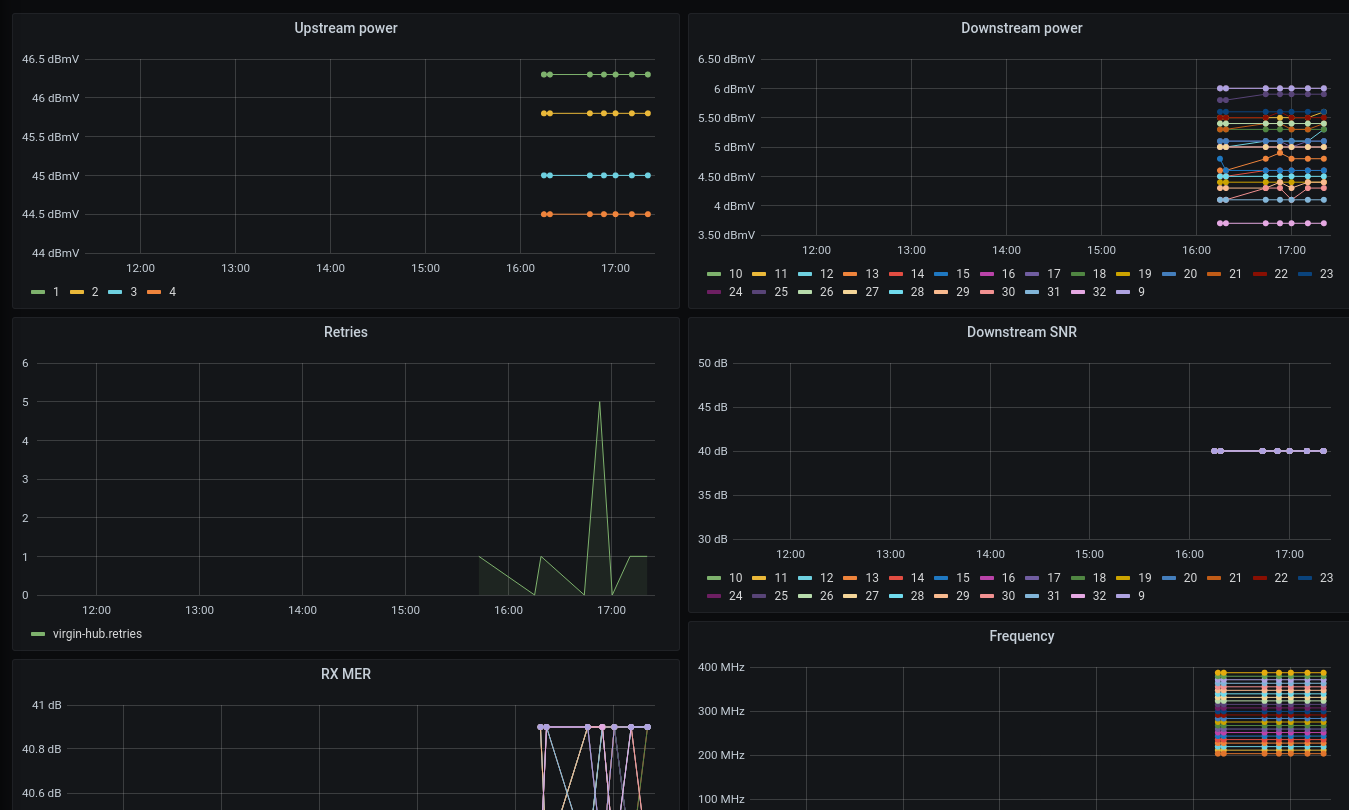 Upstream power
46.5 dBmV
46 dBmV
45.5 dBmV
45 dBmV
44.5 dBmV
44 dBmV
12:00 13:00 14:00 15:00 16:00 17:00
1 2 3 4
Downstream power
6.50 dBmV
6 dBmV
5.50 dBmV
5 dBmV
4.50 dBmV
4 dBmV
3.50 dBmV
12:00 13:00 14:00 15:00 16:00 17:00
10 11 12 13 14 15 16 17 18 19 20 21 22 23
24 25 26 27 28 29 30 31 32 9
Retries
6
5
4
3
2
1
0
12:00 13:00 14:00 15:00 16:00 17:00
virgin-hub.retries
Downstream SNR
50 dB
45 dB
40 dB
35 dB
30 dB
12:00 13:00 14:00 15:00 16:00 17:00
10 11 12 13 14 15 16 17 18 19 20 21 22 23
24 25 26 27 28 29 30 31 32 9
RX MER
41 dB
40.8 dB
40.6 dB
Frequency
400 MHz
300 MHz
200 MHz
100 MHz